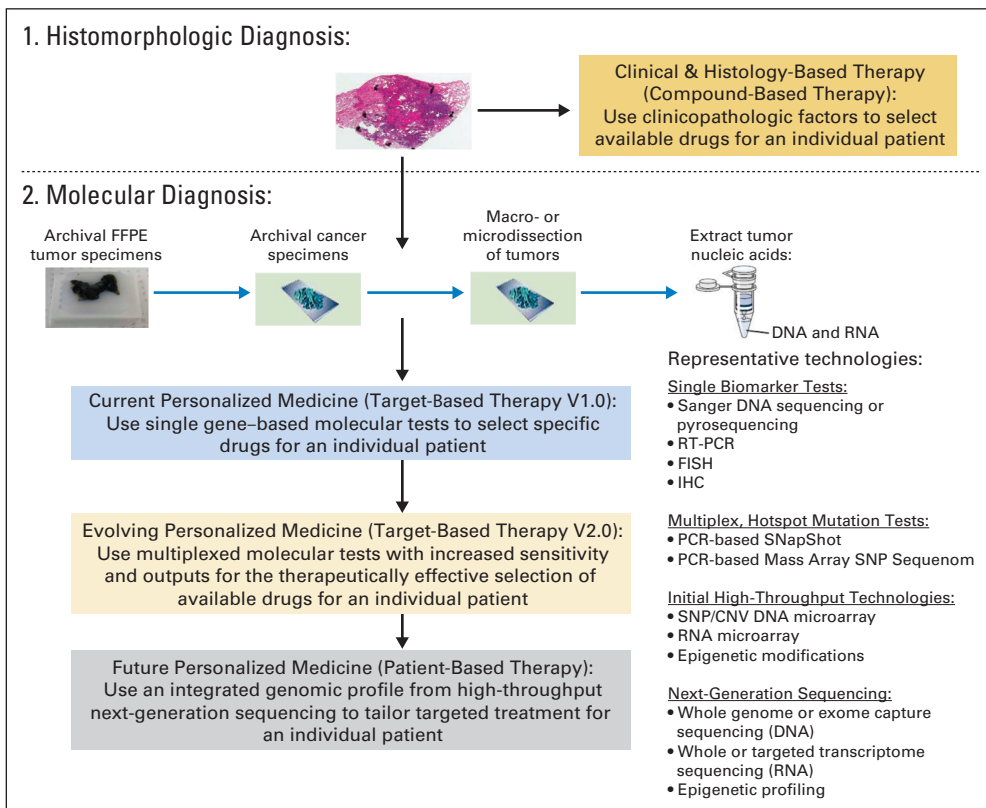 1. Histomorphologic Diagnosis:
Clinical & Histology-Based Therapy
(Compound-Based Therapy):
Use clinicopathologic factors to select
available drugs for an individual patient
2. Molecular Diagnosis:
Archival FFPE
tumor specimens
Archival cancer
specimens
Macro- or
microdissection
of tumors
Extract tumor
nucleic acids:
DNA and RNA
Current Personalized Medicine (Target-Based Therapy V1.0):
Use single gene–based molecular tests to select specific
drugs for an individual patient
Evolving Personalized Medicine (Target-Based Therapy V2.0):
Use multiplexed molecular tests with increased sensitivity
and outputs for the therapeutically effective selection of
available drugs for an individual patient
Future Personalized Medicine (Patient-Based Therapy):
Use an integrated genomic profile from high-throughput
next-generation sequencing to tailor targeted treatment for
an individual patient
Representative technologies:
Single Biomarker Tests:
• Sanger DNA sequencing or
pyrosequencing
• RT-PCR
• FISH
• IHC
Multiplex, Hotspot Mutation Tests:
• PCR-based SNapShot
• PCR-based Mass Array SNP Sequenom
Initial High-Throughput Technologies:
• SNP/CNV DNA microarray
• RNA microarray
• Epigenetic modifications
Next-Generation Sequencing:
• Whole genome or exome capture
sequencing (DNA)
• Whole or targeted transcriptome
sequencing (RNA)
• Epigenetic profiling